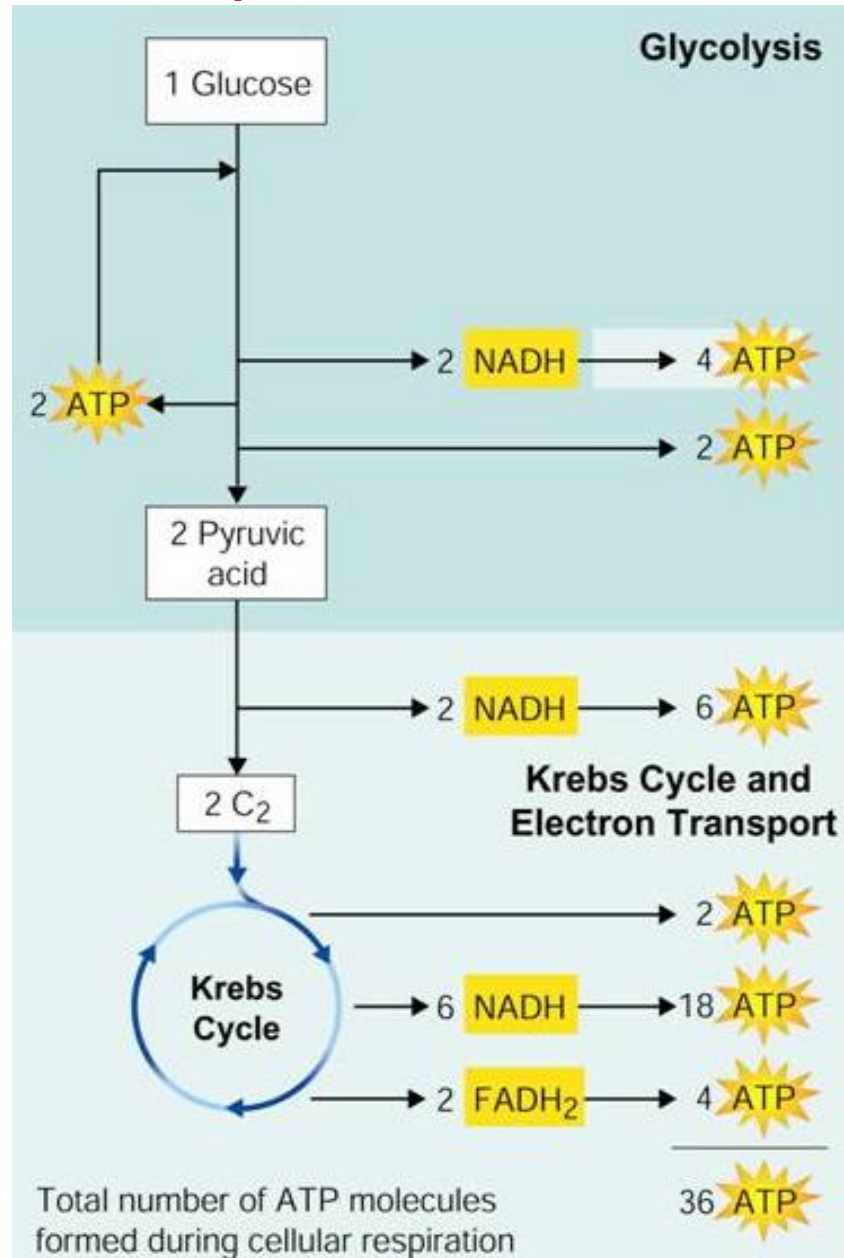 Glycolysis
1 Glucose
2 NADH 4 ATP
2 ATP
2 ATP
2 Pyruvic
acid
2 NADH 6 ATP
Krebs Cycle and
Electron Transport
2 C₂
2 ATP
Krebs
Cycle
6 NADH 18 ATP
2 FADH₂ 4 ATP
36 ATP
Total number of ATP molecules
formed during cellular respiration